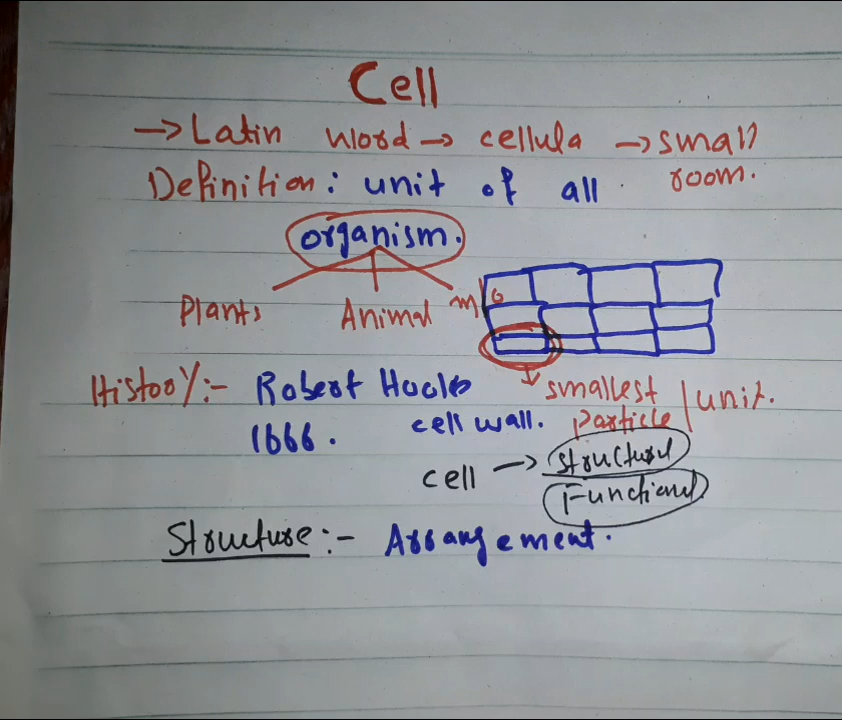 Cell
→ Latin word → cellula → small room.
Definition: unit of all
organism.
Plants Animal m/o
History:- Robert Hooke
1666. cell wall.
smallest particle / unit.
cell → structural
Functional
Structure:- Arrangement.